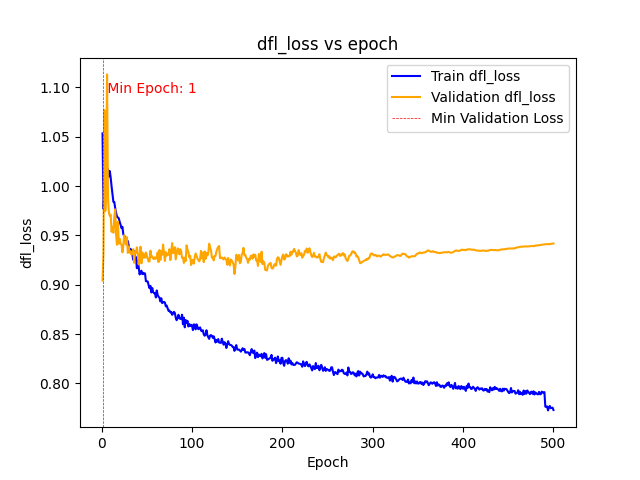 dfl_loss vs epoch
Train dfl_loss
Validation dfl_loss
Min Validation Loss
Min Epoch: 1
dfl_loss
1.10
1.05
1.00
0.95
0.90
0.85
0.80
0
100
200
300
400
500
Epoch